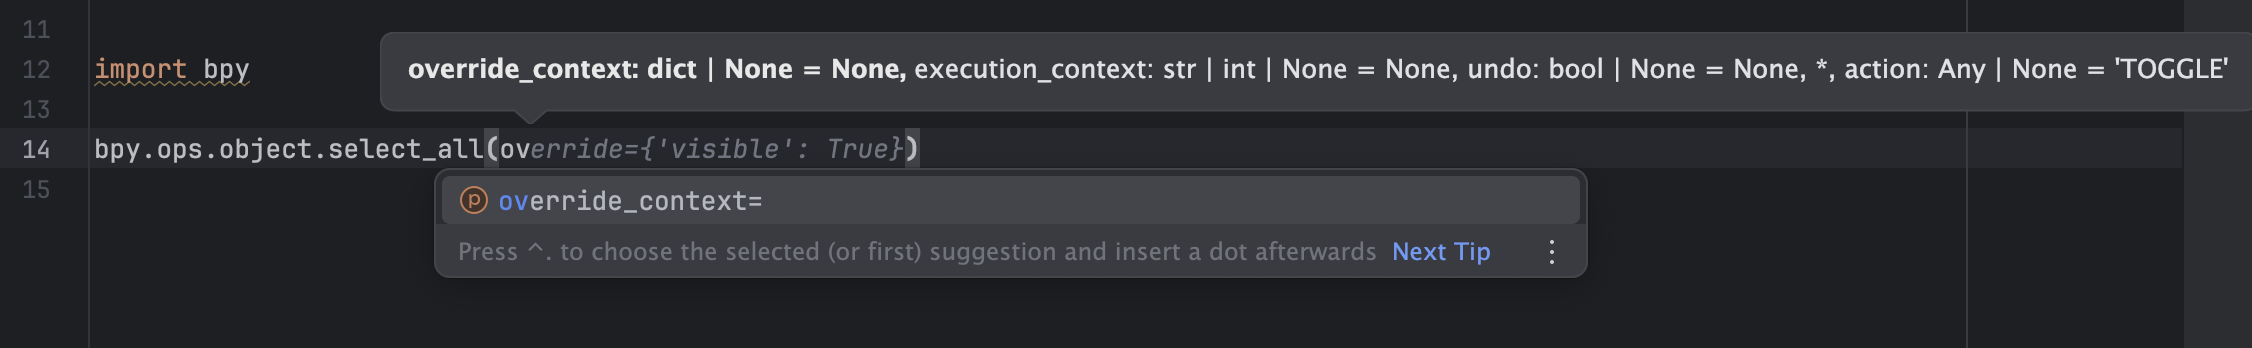 11
12 import bpy
override_context: dict | None = None, execution_context: str | int | None = None, undo: bool | None = None, *, action: Any | None = 'TOGGLE'
13
14 bpy.ops.object.select_all(override={'visible': True})
15
p override_context=
Press ^. to choose the selected (or first) suggestion and insert a dot afterwards Next Tip